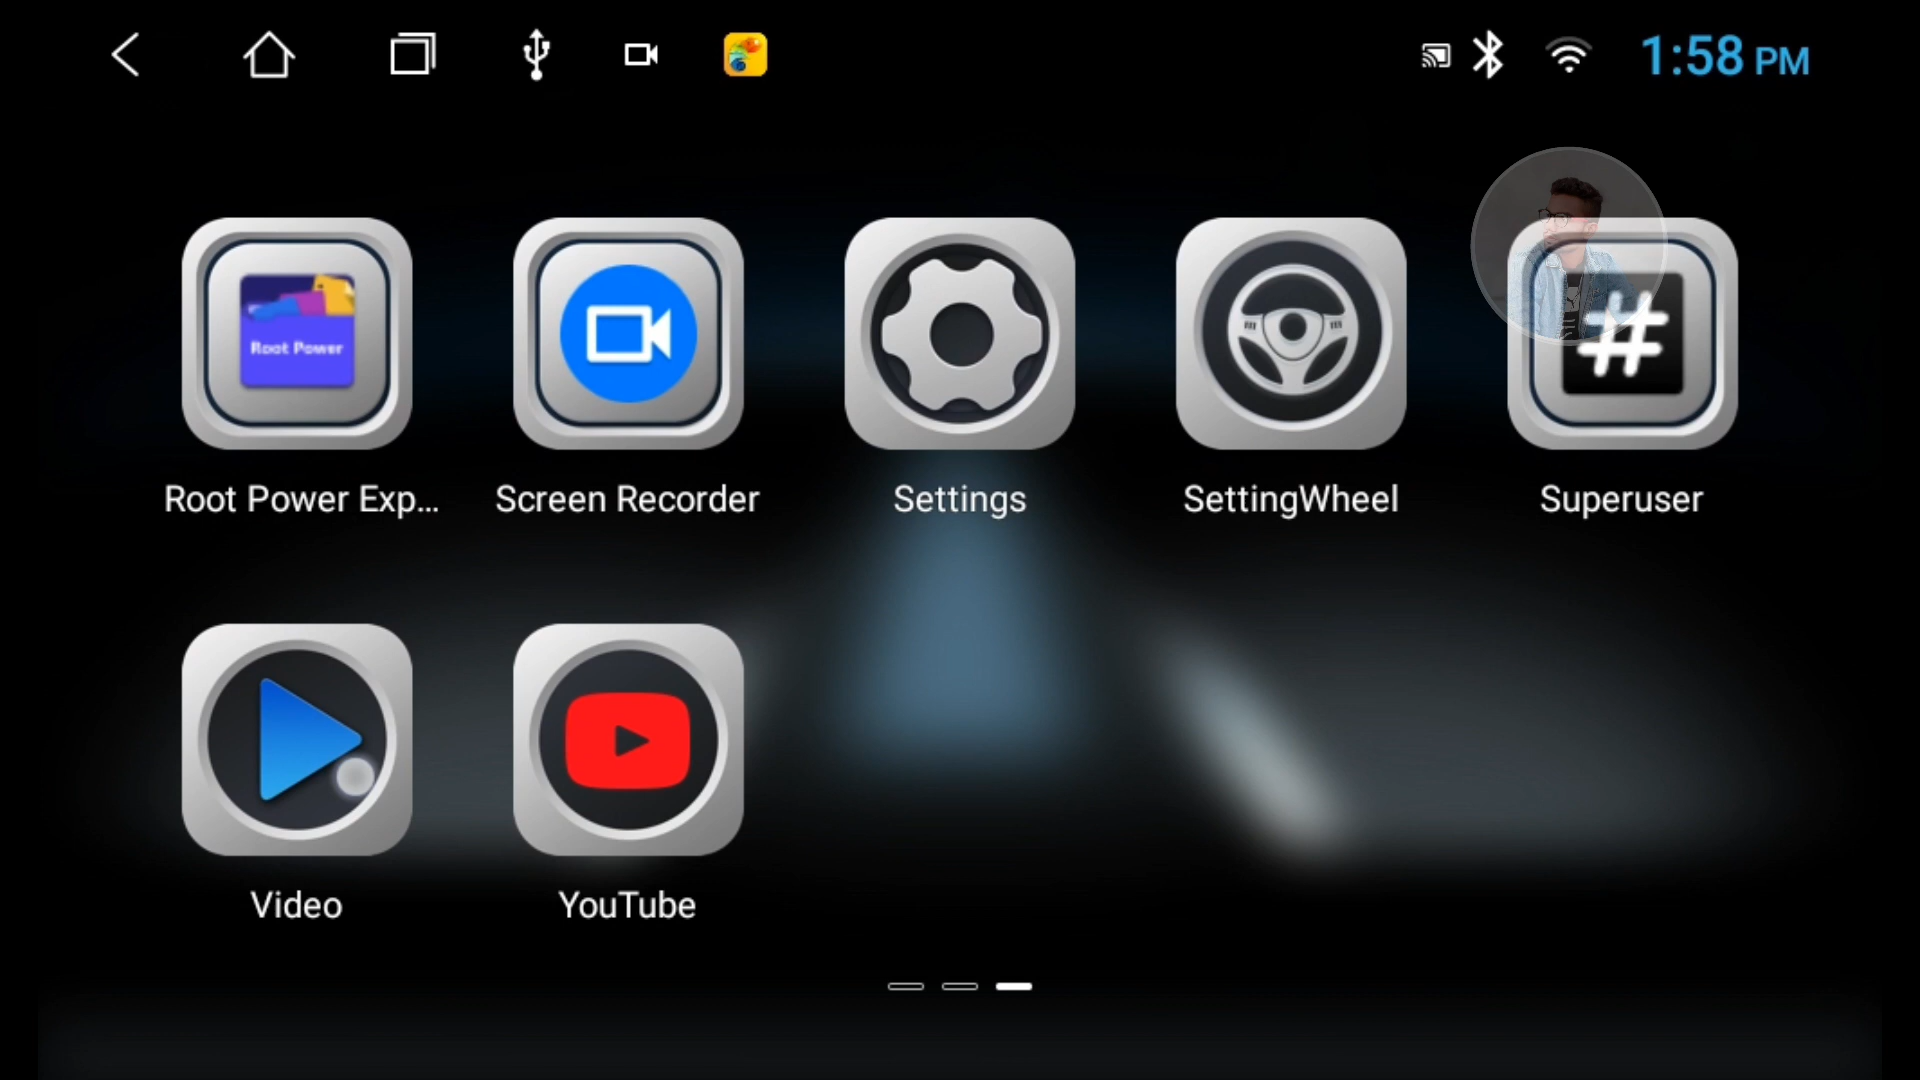 1:58 PM
Root Power
#
Root Power Exp...
Screen Recorder
Settings
SettingWheel
Superuser
Video
YouTube